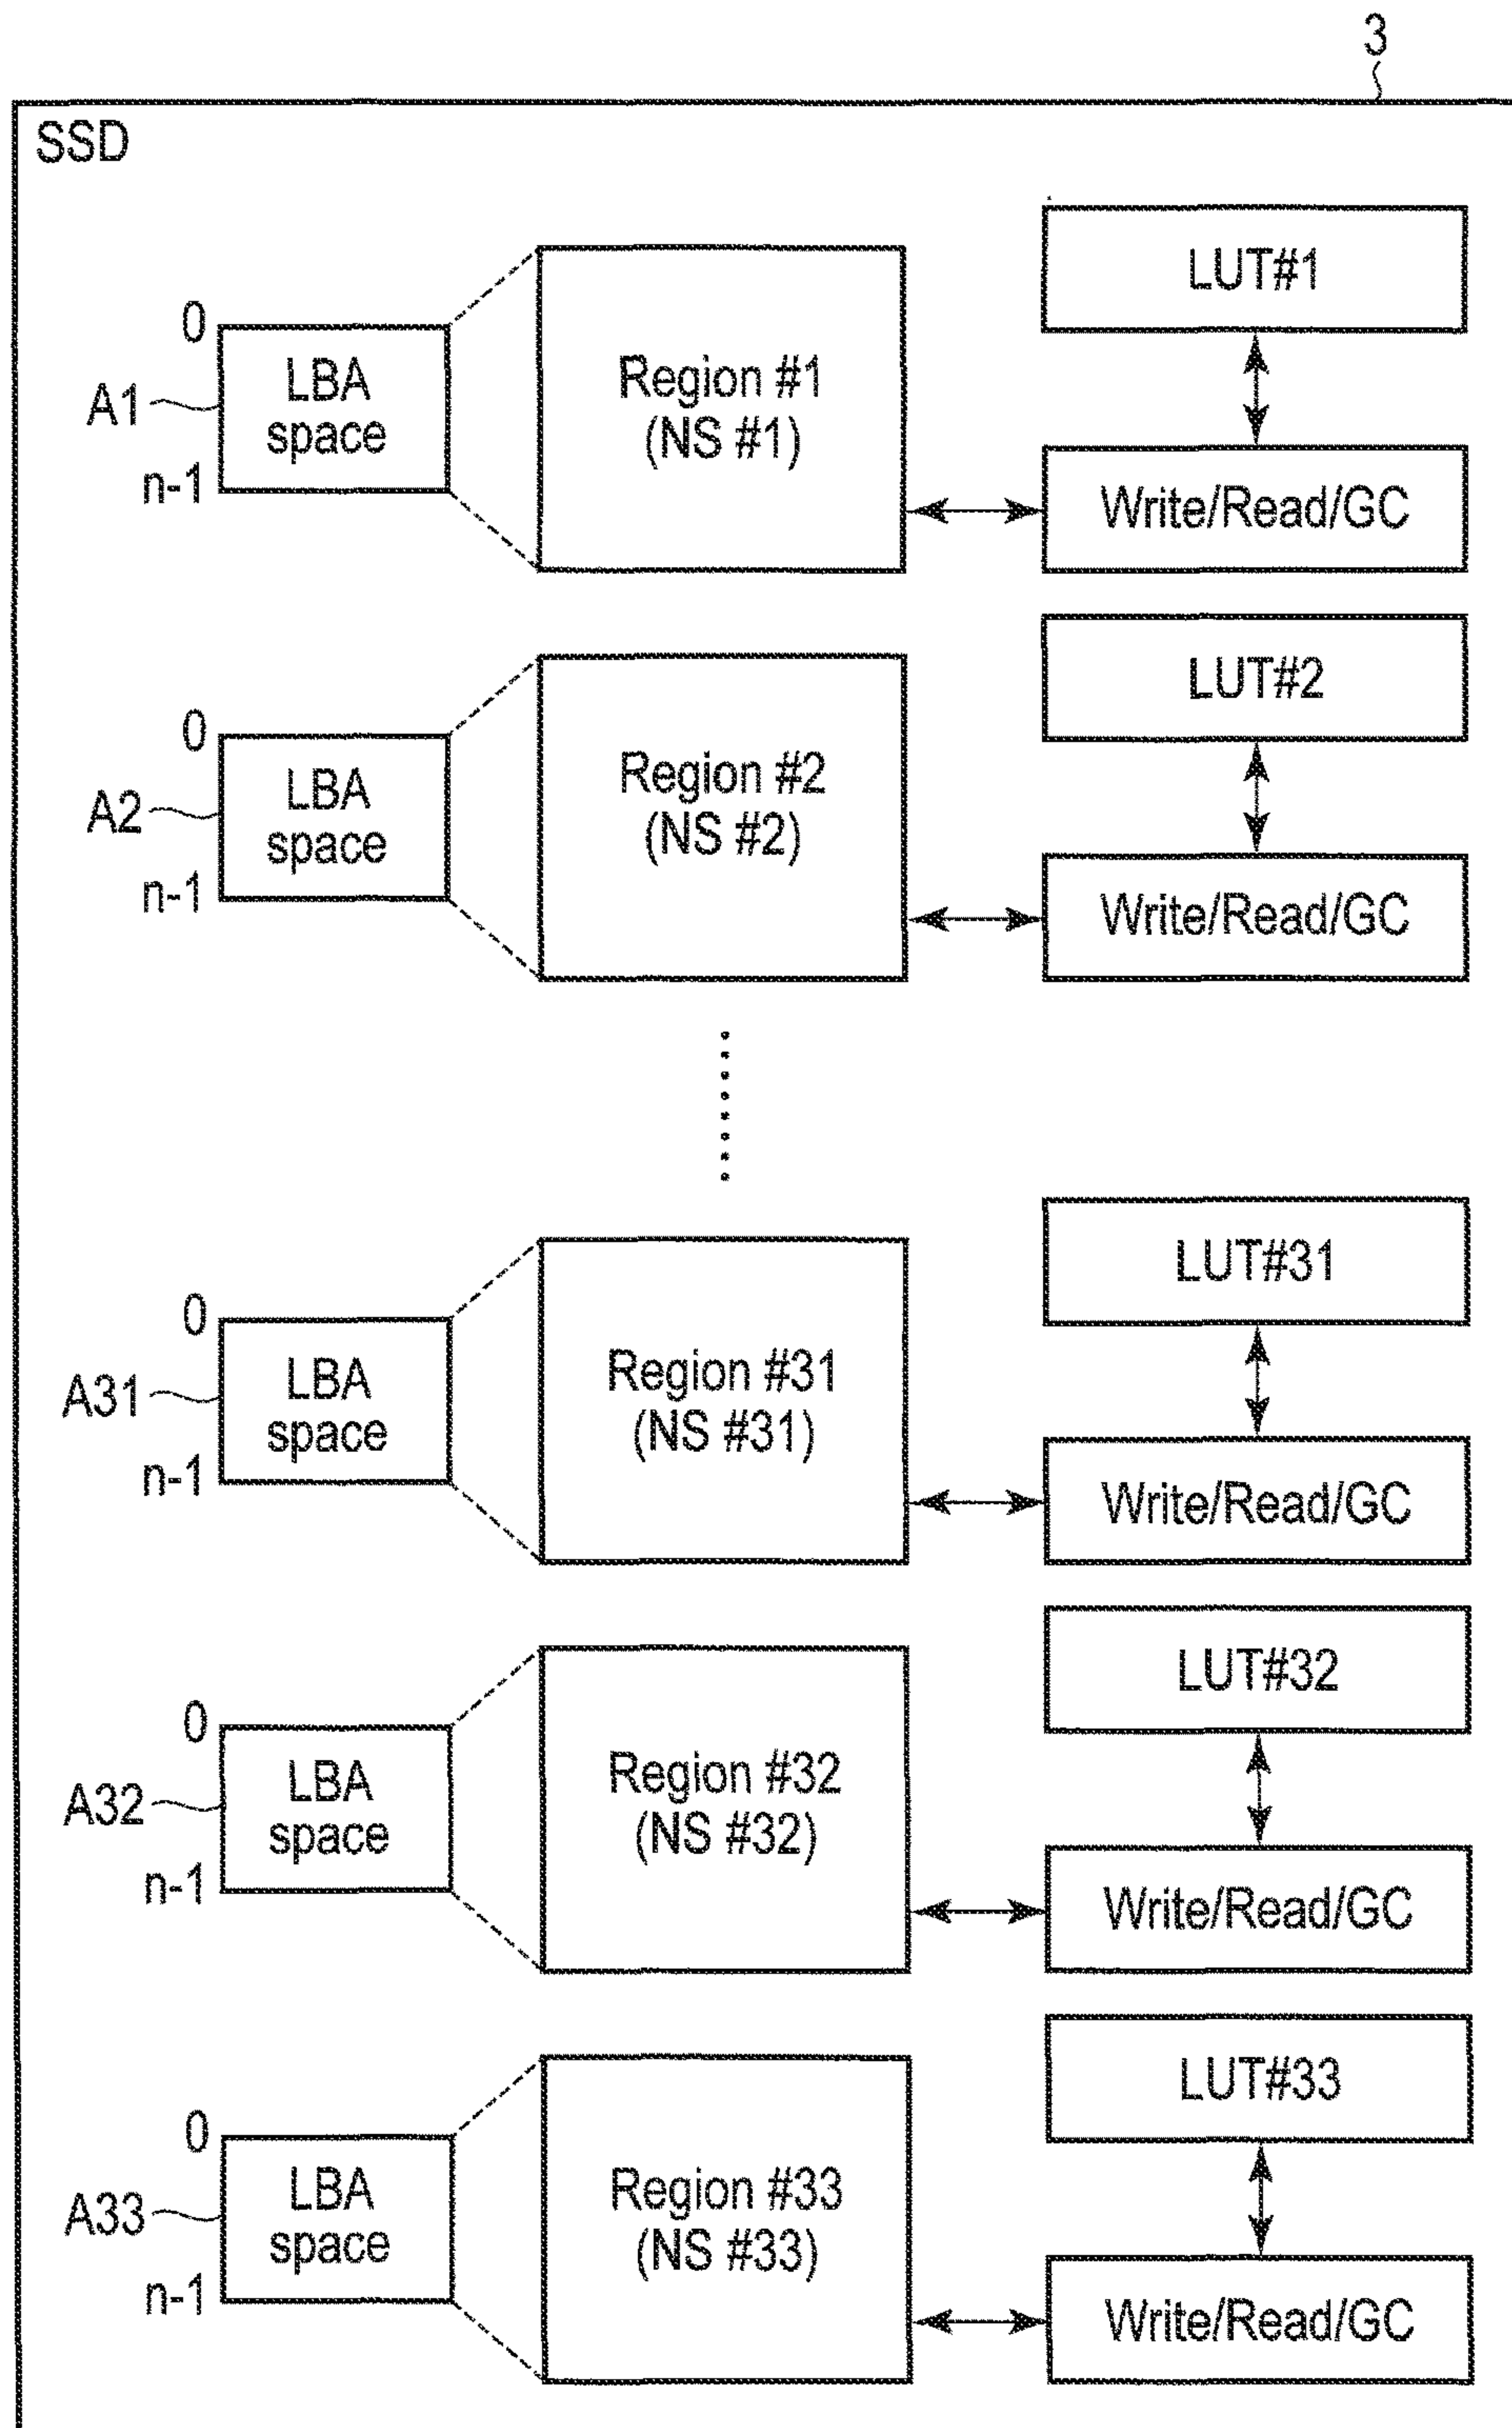 3
SSD
LUT#1
0
LBA
space
A1
n-1
Region #1
(NS #1)
Write/Read/GC
LUT#2
0
LBA
space
A2
n-1
Region #2
(NS #2)
Write/Read/GC
LUT#31
0
LBA
space
A31
n-1
Region #31
(NS #31)
Write/Read/GC
LUT#32
0
LBA
space
A32
n-1
Region #32
(NS #32)
Write/Read/GC
LUT#33
0
LBA
space
A33
n-1
Region #33
(NS #33)
Write/Read/GC